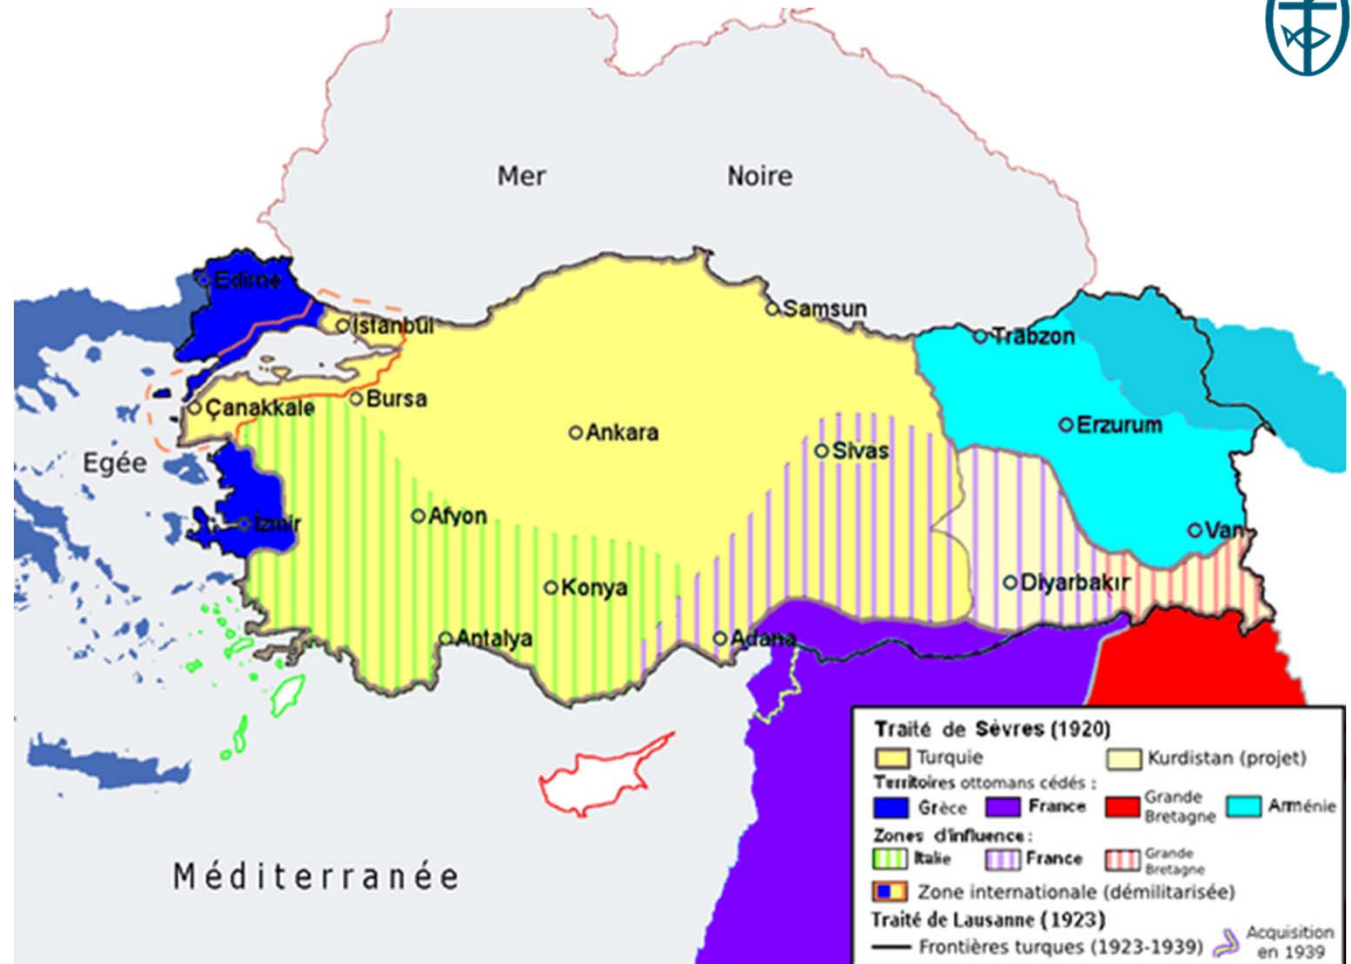 Mer Noire
Edirne
Istanbul
Samsun
Trabzon
Çanakkale
Bursa
Ankara
Erzurum
Egée
Sivas
Afyon
İzmir
Van
Konya
Diyarbakır
Antalya
Adana
Méditerranée
Traité de Sèvres (1920)
Turquie
Kurdistan (projet)
Territoires ottomans cédés :
Grèce
France
Grande
Bretagne
Arménie
Zones d'influence :
Italie
France
Grande
Bretagne
Zone internationale (démilitarisée)
Traité de Lausanne (1923)
Frontières turques (1923-1939)
Acquisition
en 1939